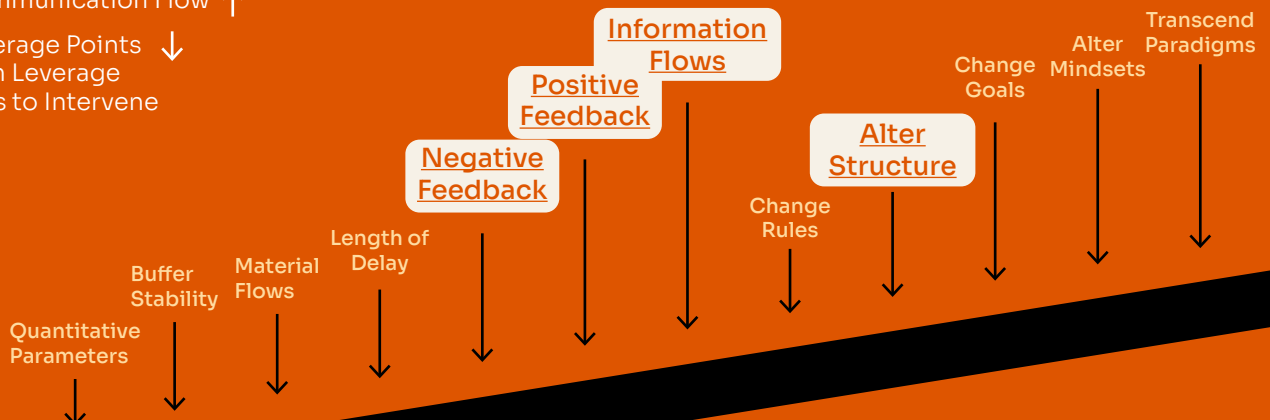 erage Points
Leverage
s to Intervene
Information
Flows
Positive
Feedback
Negative
Feedback
Length of
Delay
Buffer
Stability
Material
Flows
Quantitative
Parameters
Change
Rules
Alter
Structure
Change
Goals
Alter
Mindsets
Transcend
Paradigms